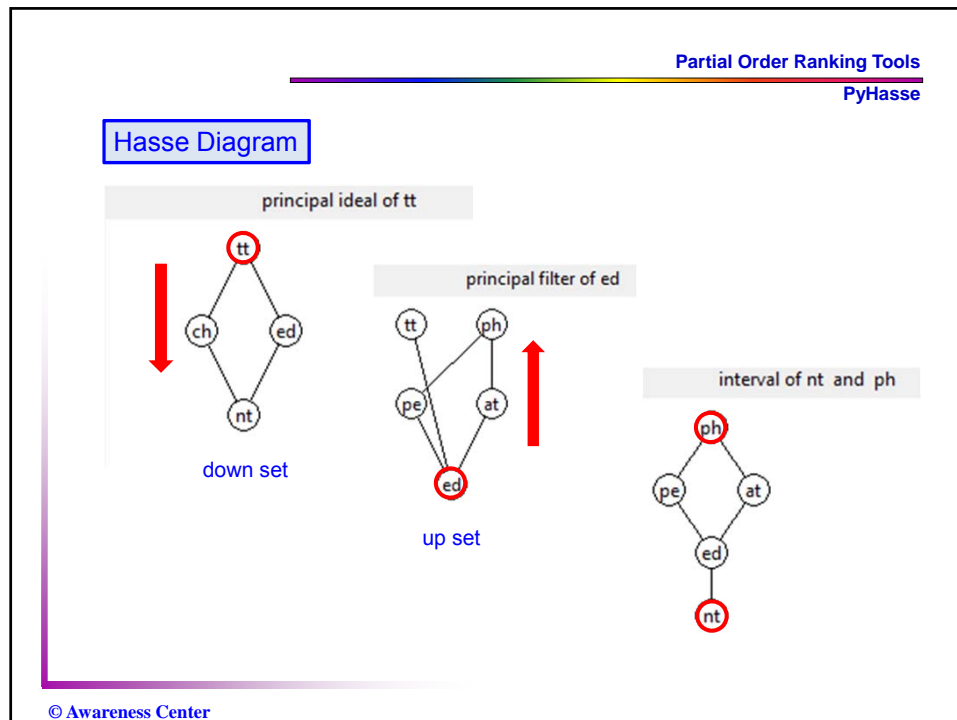 Partial Order Ranking Tools
PyHasse
Hasse Diagram
principal ideal of tt
tt
ch ed
nt
down set
principal filter of ed
tt ph
pe at
ed
up set
interval of nt and ph
ph
pe at
ed
nt
© Awareness Center